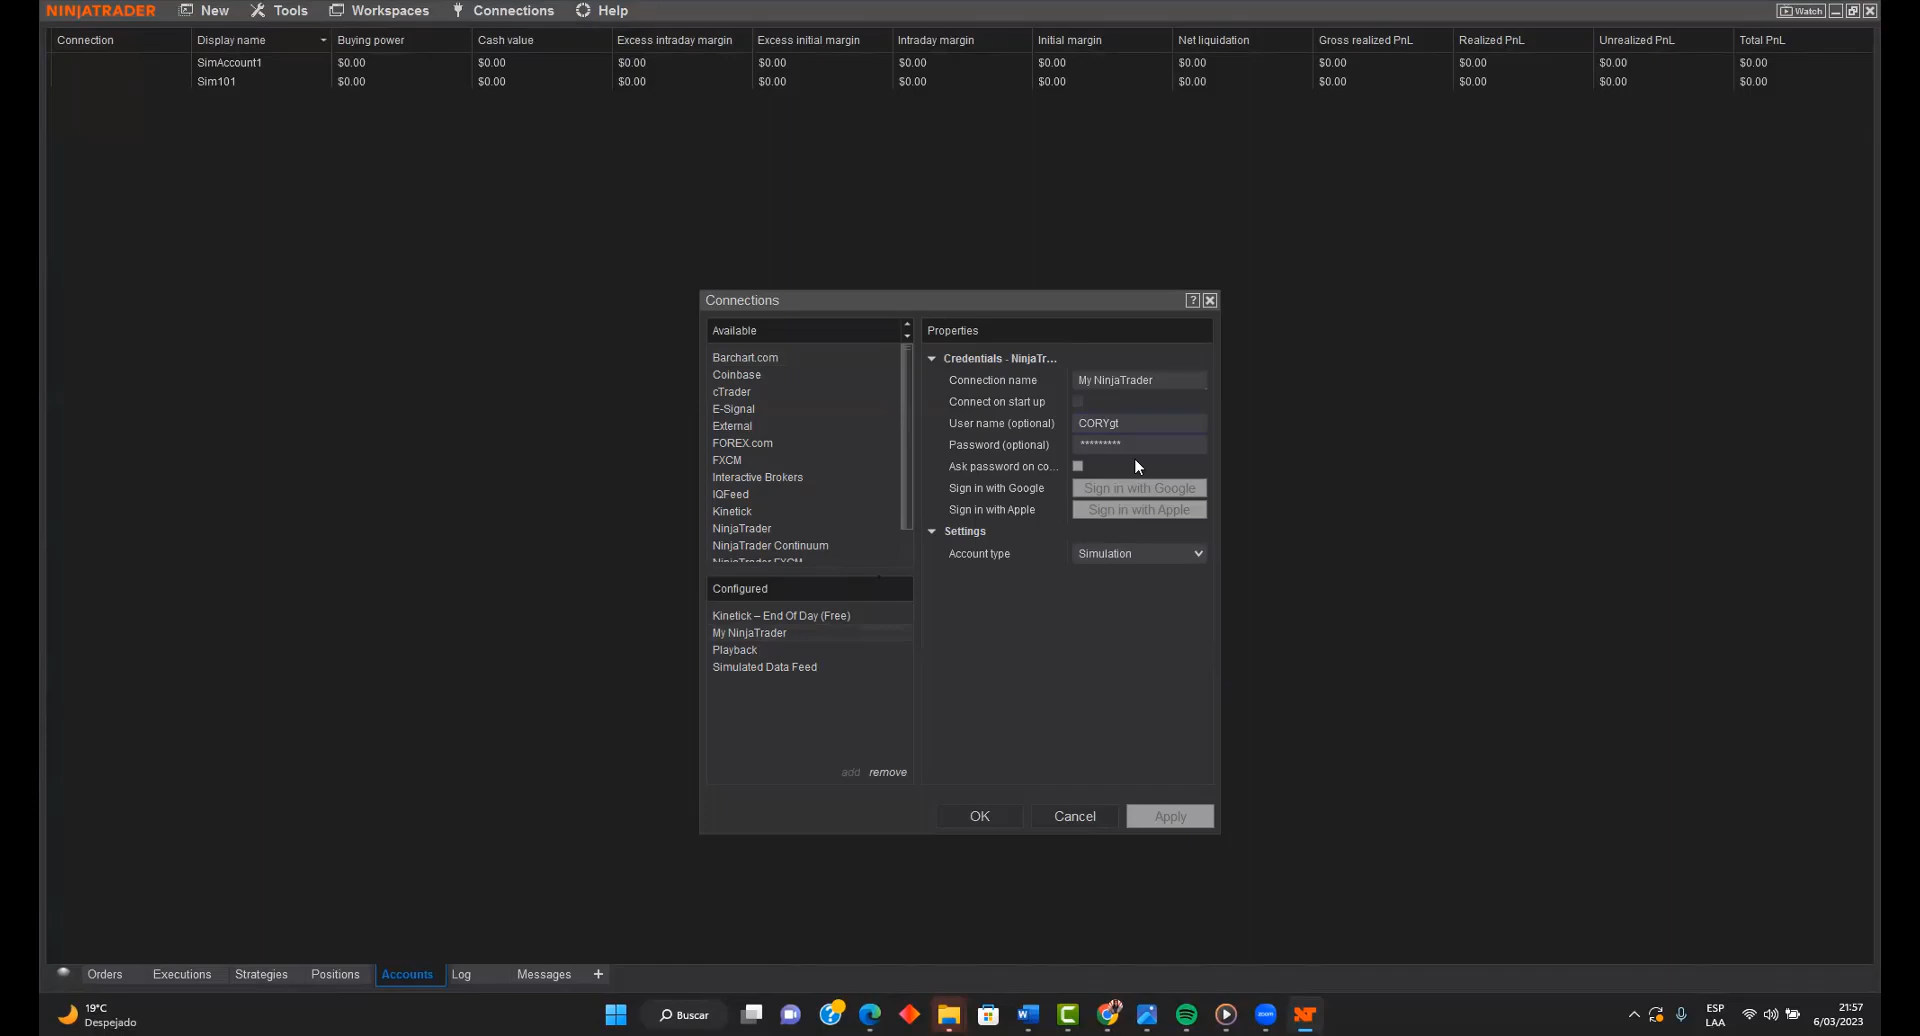 NINJATRADER New Tools Workspaces Connections Help Watch
Connection Display name Buying power Cash value Excess intraday margin Excess initial margin Intraday margin Initial margin Net liquidation Gross realized PnL Realized PnL Unrealized PnL Total PnL
SimAccount1 $0.00 $0.00 $0.00 $0.00 $0.00 $0.00 $0.00 $0.00 $0.00 $0.00 $0.00
Sim101 $0.00 $0.00 $0.00 $0.00 $0.00 $0.00 $0.00 $0.00 $0.00 $0.00 $0.00
Connections ?
Available
Barchart.com
Coinbase
cTrader
E-Signal
External
FOREX.com
FXCM
Interactive Brokers
IQFeed
Kinetick
NinjaTrader
NinjaTrader Continuum
NinjaTrader FXCM
Configured
Kinetick – End Of Day (Free)
My NinjaTrader
Playback
Simulated Data Feed
add remove
Properties
Credentials - NinjaTr...
Connection name My NinjaTrader
Connect on start up
User name (optional) CORYgt
Password (optional) *********
Ask password on co...
Sign in with Google Sign in with Google
Sign in with Apple Sign in with Apple
Settings
Account type Simulation
OK Cancel Apply
Orders Executions Strategies Positions Accounts Log Messages +
19°C
Despejado
Buscar
zoom
ESP
LAA
21:57
6/03/2023